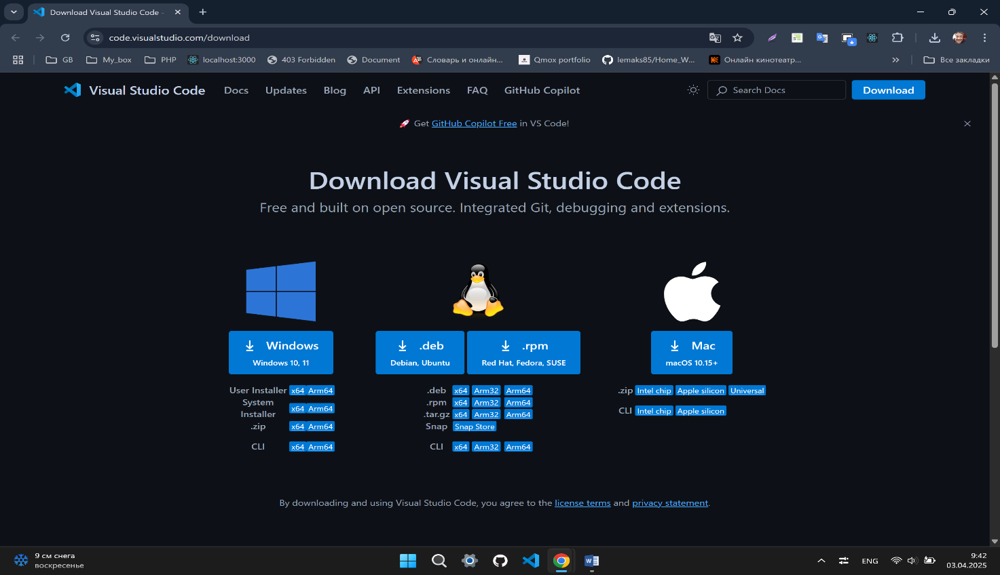 Download Visual Studio Code -
code.visualstudio.com/download
GB My_box PHP localhost:3000 403 Forbidden Document Словарь и онлайн... Qmox portfolio lemaks85/Home_W... Онлайн кинотеатр... » Все закладки
Visual Studio Code Docs Updates Blog API Extensions FAQ GitHub Copilot Search Docs Download
Get GitHub Copilot Free in VS Code!
Download Visual Studio Code
Free and built on open source. Integrated Git, debugging and extensions.
Windows
Windows 10, 11
User Installer x64 Arm64
System
Installer x64 Arm64
.zip x64 Arm64
CLI x64 Arm64
.deb
Debian, Ubuntu
.rpm
Red Hat, Fedora, SUSE
.deb x64 Arm32 Arm64
.rpm x64 Arm32 Arm64
.tar.gz x64 Arm32 Arm64
Snap Snap Store
CLI x64 Arm32 Arm64
Mac
macOS 10.15+
.zip Intel chip Apple silicon Universal
CLI Intel chip Apple silicon
By downloading and using Visual Studio Code, you agree to the license terms and privacy statement.
9 см снега
воскресенье
ENG
9:42
03.04.2025